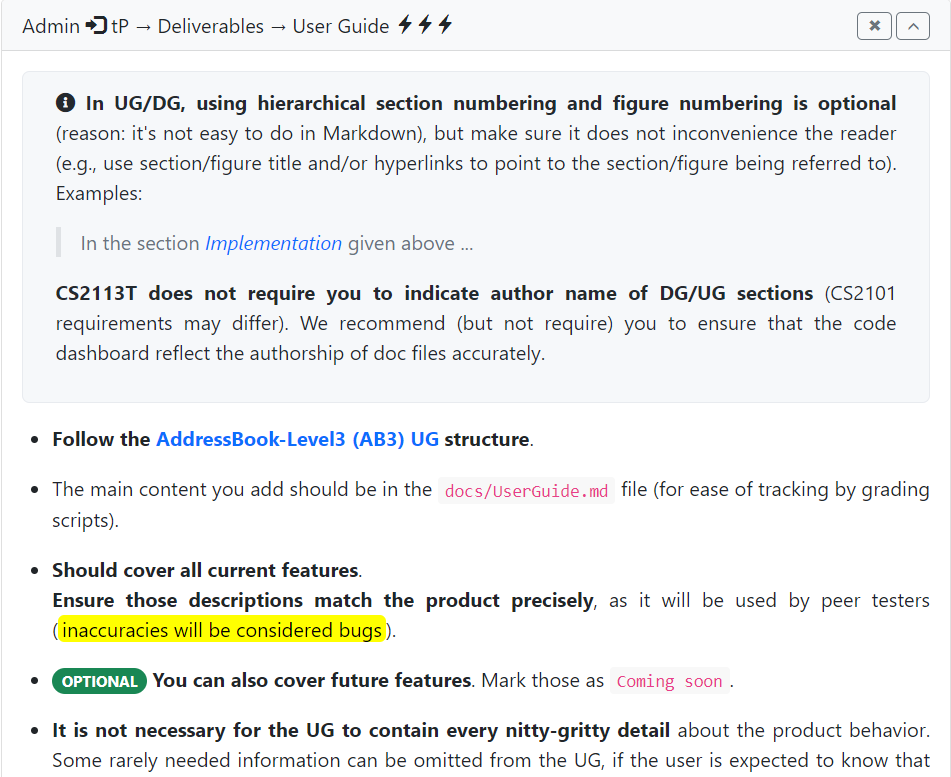 Admin tP → Deliverables → User Guide
In UG/DG, using hierarchical section numbering and figure numbering is optional
(reason: it's not easy to do in Markdown), but make sure it does not inconvenience the reader
(e.g., use section/figure title and/or hyperlinks to point to the section/figure being referred to).
Examples:
In the section Implementation given above ...
CS2113T does not require you to indicate author name of DG/UG sections (CS2101
requirements may differ). We recommend (but not require) you to ensure that the code
dashboard reflect the authorship of doc files accurately.
• Follow the AddressBook-Level3 (AB3) UG structure.
• The main content you add should be in the docs/UserGuide.md file (for ease of tracking by grading
scripts).
• Should cover all current features.
Ensure those descriptions match the product precisely, as it will be used by peer testers
(inaccuracies will be considered bugs).
• OPTIONAL You can also cover future features. Mark those as Coming soon.
• It is not necessary for the UG to contain every nitty-gritty detail about the product behavior.
Some rarely needed information can be omitted from the UG, if the user is expected to know that